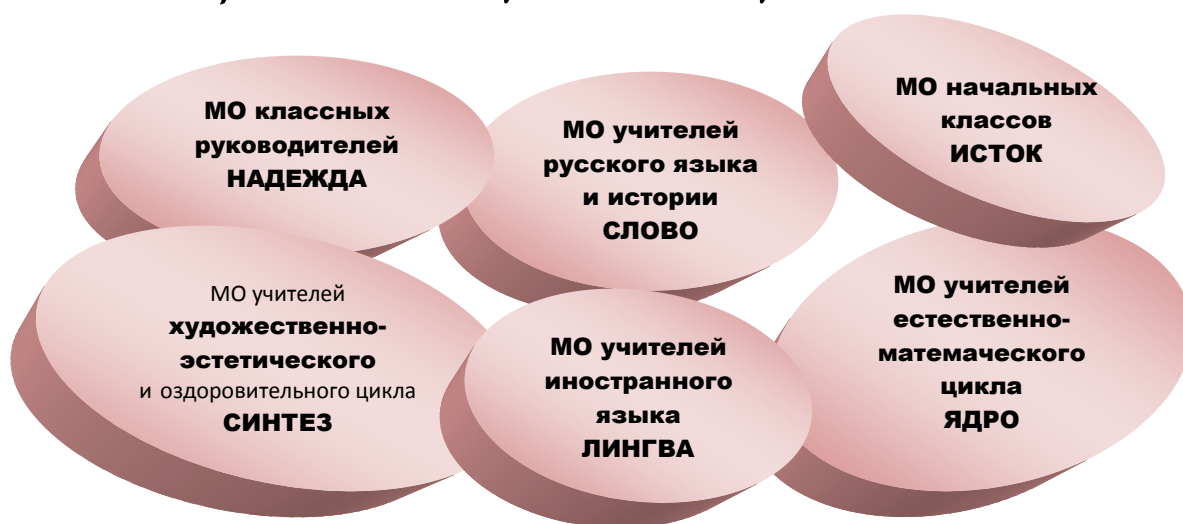 МО классных
руководителей
НАДЕЖДА
МО учителей
русского языка
и истории
СЛОВО
МО начальных
классов
ИСТОК
МО учителей
художественно-
эстетического
и оздоровительного цикла
СИНТЕЗ
МО учителей
иностранного
языка
ЛИНГВА
МО учителей
естественно-
матемаческого
цикла
ЯДРО